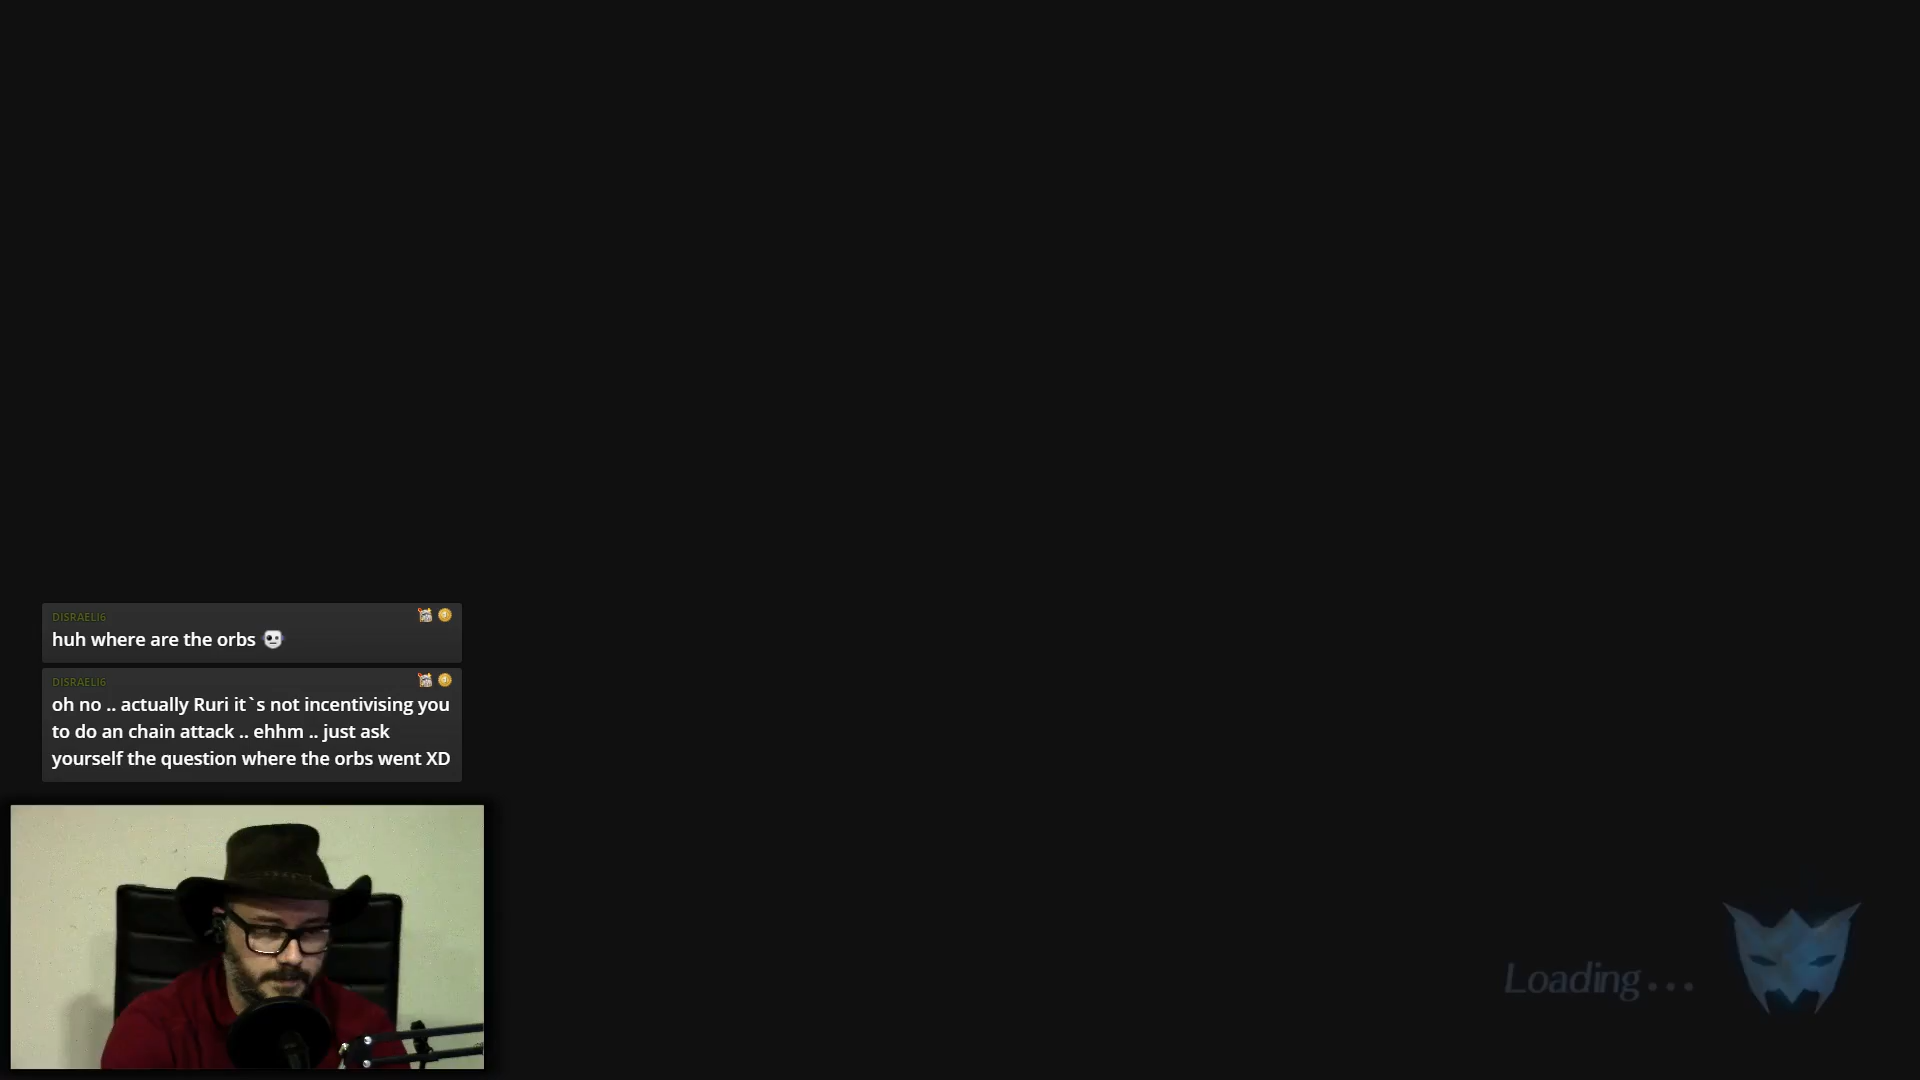 DISRAELI6
huh where are the orbs
DISRAELI6
oh no .. actually Ruri it`s not incentivising you
to do an chain attack .. ehhm .. just ask
yourself the question where the orbs went XD
Loading...